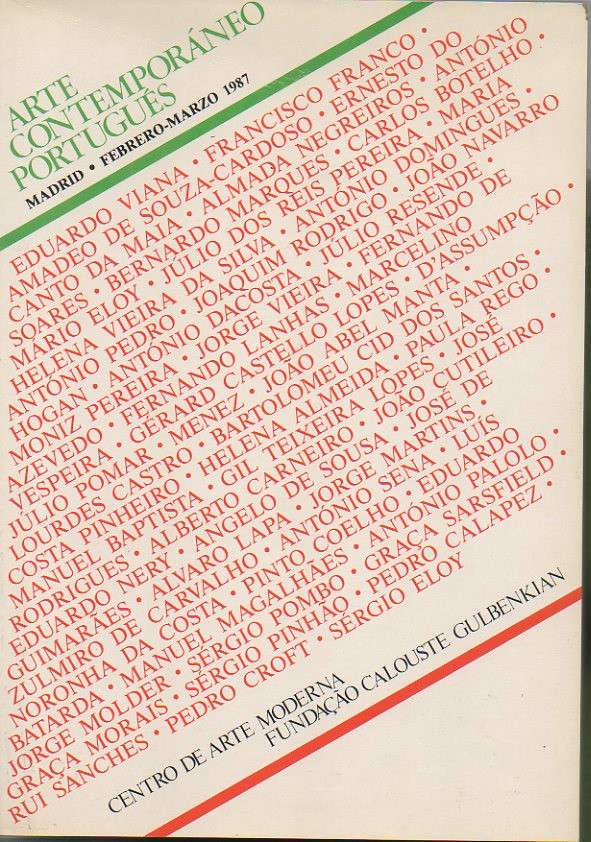 ARTE
CONTEMPORÁNEO
PORTUGUÉS
MADRID • FEBRERO-MARZO 1987
EDUARDO VIANA • FRANCISCO FRANCO •
AMADEO DE SOUZA-CARDOSO • ERNESTO DO
CANTO DA MAIA • ALMADA NEGREIROS • ANTÓNIO
SOARES • BERNARDO MARQUES • CARLOS BOTELHO •
MÁRIO ELOY • JÚLIO DOS REIS PEREIRA • MARIA
HELENA VIEIRA DA SILVA • ANTÓNIO DOMINGUES •
ANTÓNIO PEDRO • JOAQUIM RODRIGO • JOÃO NAVARRO
HOGAN • ANTÓNIO DACOSTA • JÚLIO RESENDE •
MONIZ PEREIRA • JORGE VIEIRA • FERNANDO DE
AZEVEDO • FERNANDO LANHAS • MARCELINO
VESPEIRA • GÉRARD CASTELLO LOPES • D'ASSUMPÇÃO •
JÚLIO POMAR • MENEZ • JOÃO ABEL MANTA •
LOURDES CASTRO • BARTOLOMEU CID DOS SANTOS •
COSTA PINHEIRO • HELENA ALMEIDA • PAULA REGO •
MANUEL BAPTISTA • GIL TEIXEIRA LOPES • JOSÉ
RODRIGUES • ALBERTO CARNEIRO • JOÃO CUTILEIRO •
EDUARDO NERY • ANGELO DE SOUSA • JOSÉ DE
GUIMARÃES • ALVARO LAPA • JORGE MARTINS •
ZULMIRO DE CARVALHO • ANTÓNIO SENA • LUÍS
NORONHA DA COSTA • PINTO COELHO • EDUARDO
BATARDA • MANUEL MAGALHÃES • ANTÓNIO PALOLO •
JORGE MOLDER • SÉRGIO POMBO • GRAÇA SARSFIELD •
GRAÇA MORAIS • SÉRGIO PINHÃO • PEDRO CALAPEZ •
RUI SANCHES • PEDRO CROFT • SÉRGIO ELOY
CENTRO DE ARTE MODERNA
FUNDAÇÃO CALOUSTE GULBENKIAN